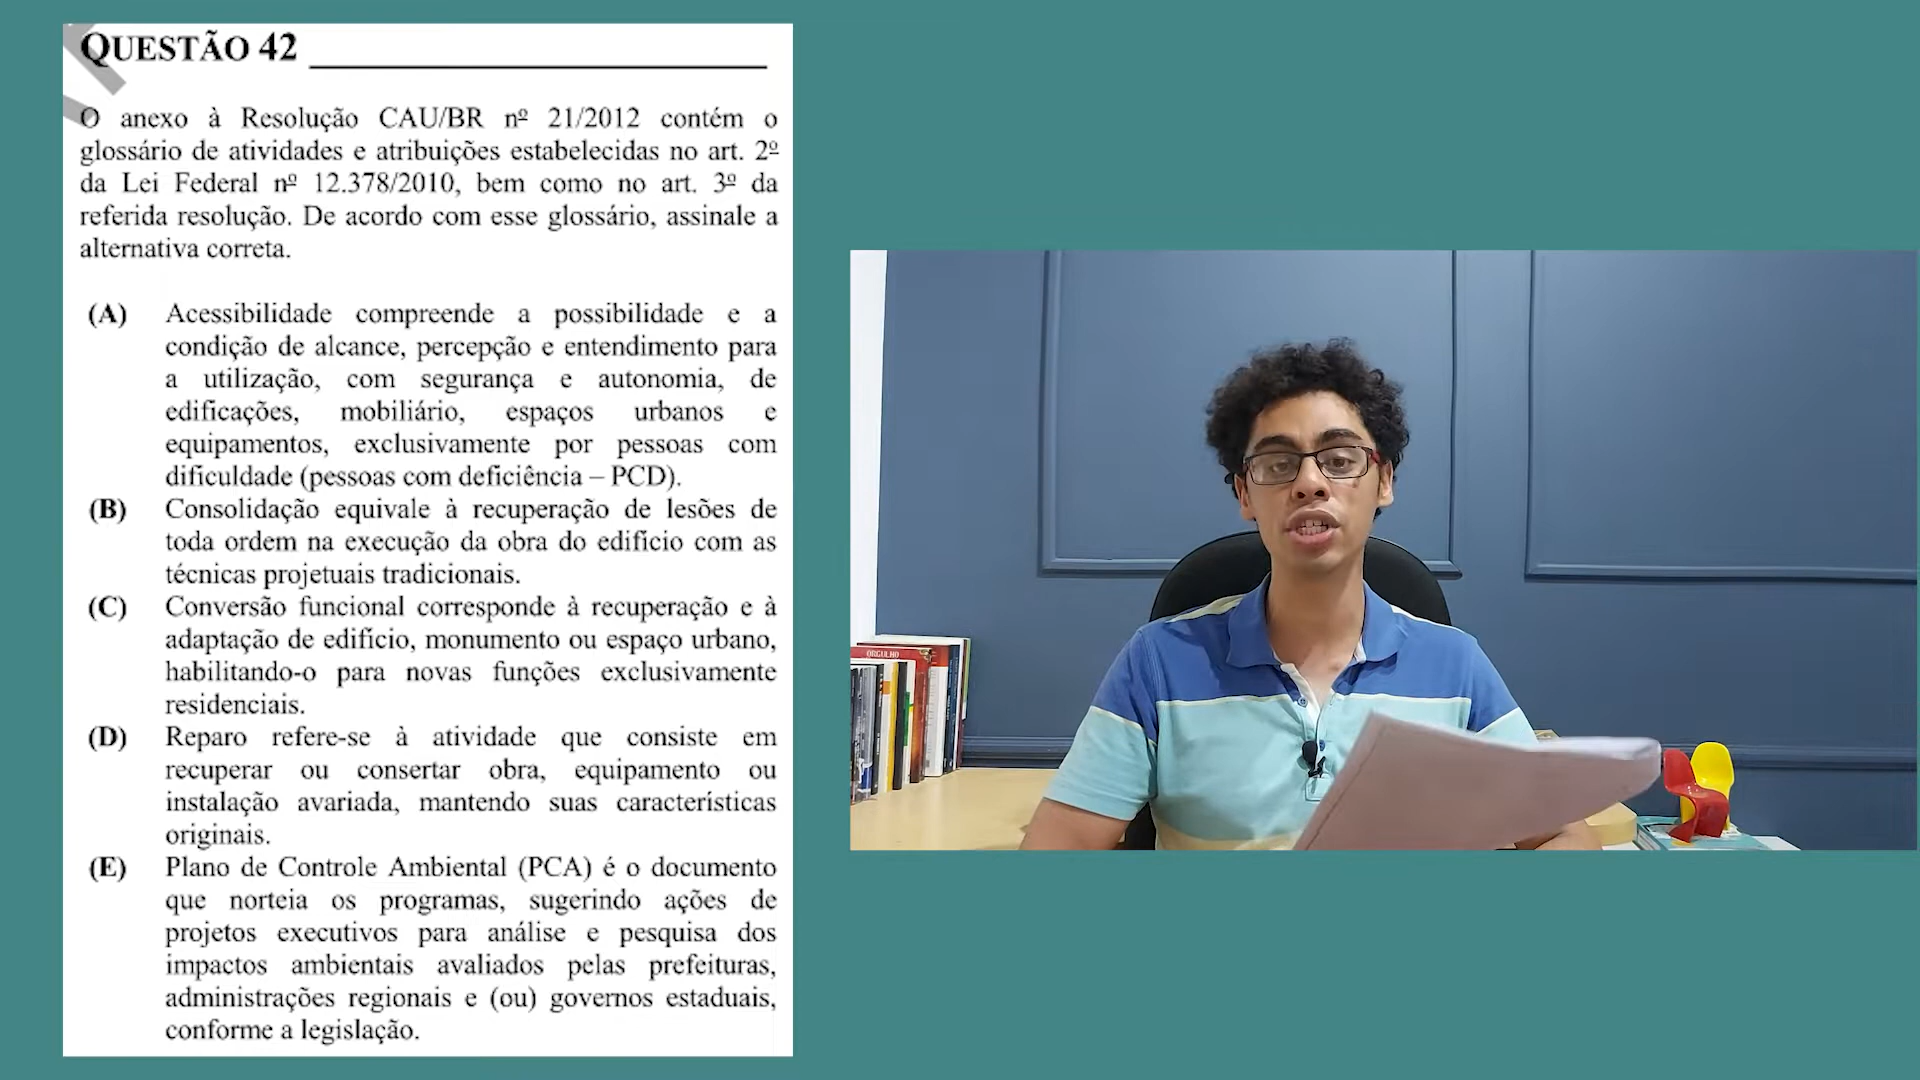 QUESTÃO 42
O anexo à Resolução CAU/BR nº 21/2012 contém o
glossário de atividades e atribuições estabelecidas no art. 2º
da Lei Federal nº 12.378/2010, bem como no art. 3º da
referida resolução. De acordo com esse glossário, assinale a
alternativa correta.
(A) Acessibilidade compreende a possibilidade e a
condição de alcance, percepção e entendimento para
a utilização, com segurança e autonomia, de
edificações, mobiliário, espaços urbanos e
equipamentos, exclusivamente por pessoas com
dificuldade (pessoas com deficiência – PCD).
(B) Consolidação equivale à recuperação de lesões de
toda ordem na execução da obra do edifício com as
técnicas projetuais tradicionais.
(C) Conversão funcional corresponde à recuperação e à
adaptação de edifício, monumento ou espaço urbano,
habilitando-o para novas funções exclusivamente
residenciais.
(D) Reparo refere-se à atividade que consiste em
recuperar ou consertar obra, equipamento ou
instalação avariada, mantendo suas características
originais.
(E) Plano de Controle Ambiental (PCA) é o documento
que norteia os programas, sugerindo ações de
projetos executivos para análise e pesquisa dos
impactos ambientais avaliados pelas prefeituras,
administrações regionais e (ou) governos estaduais,
conforme a legislação.
ORGULHO